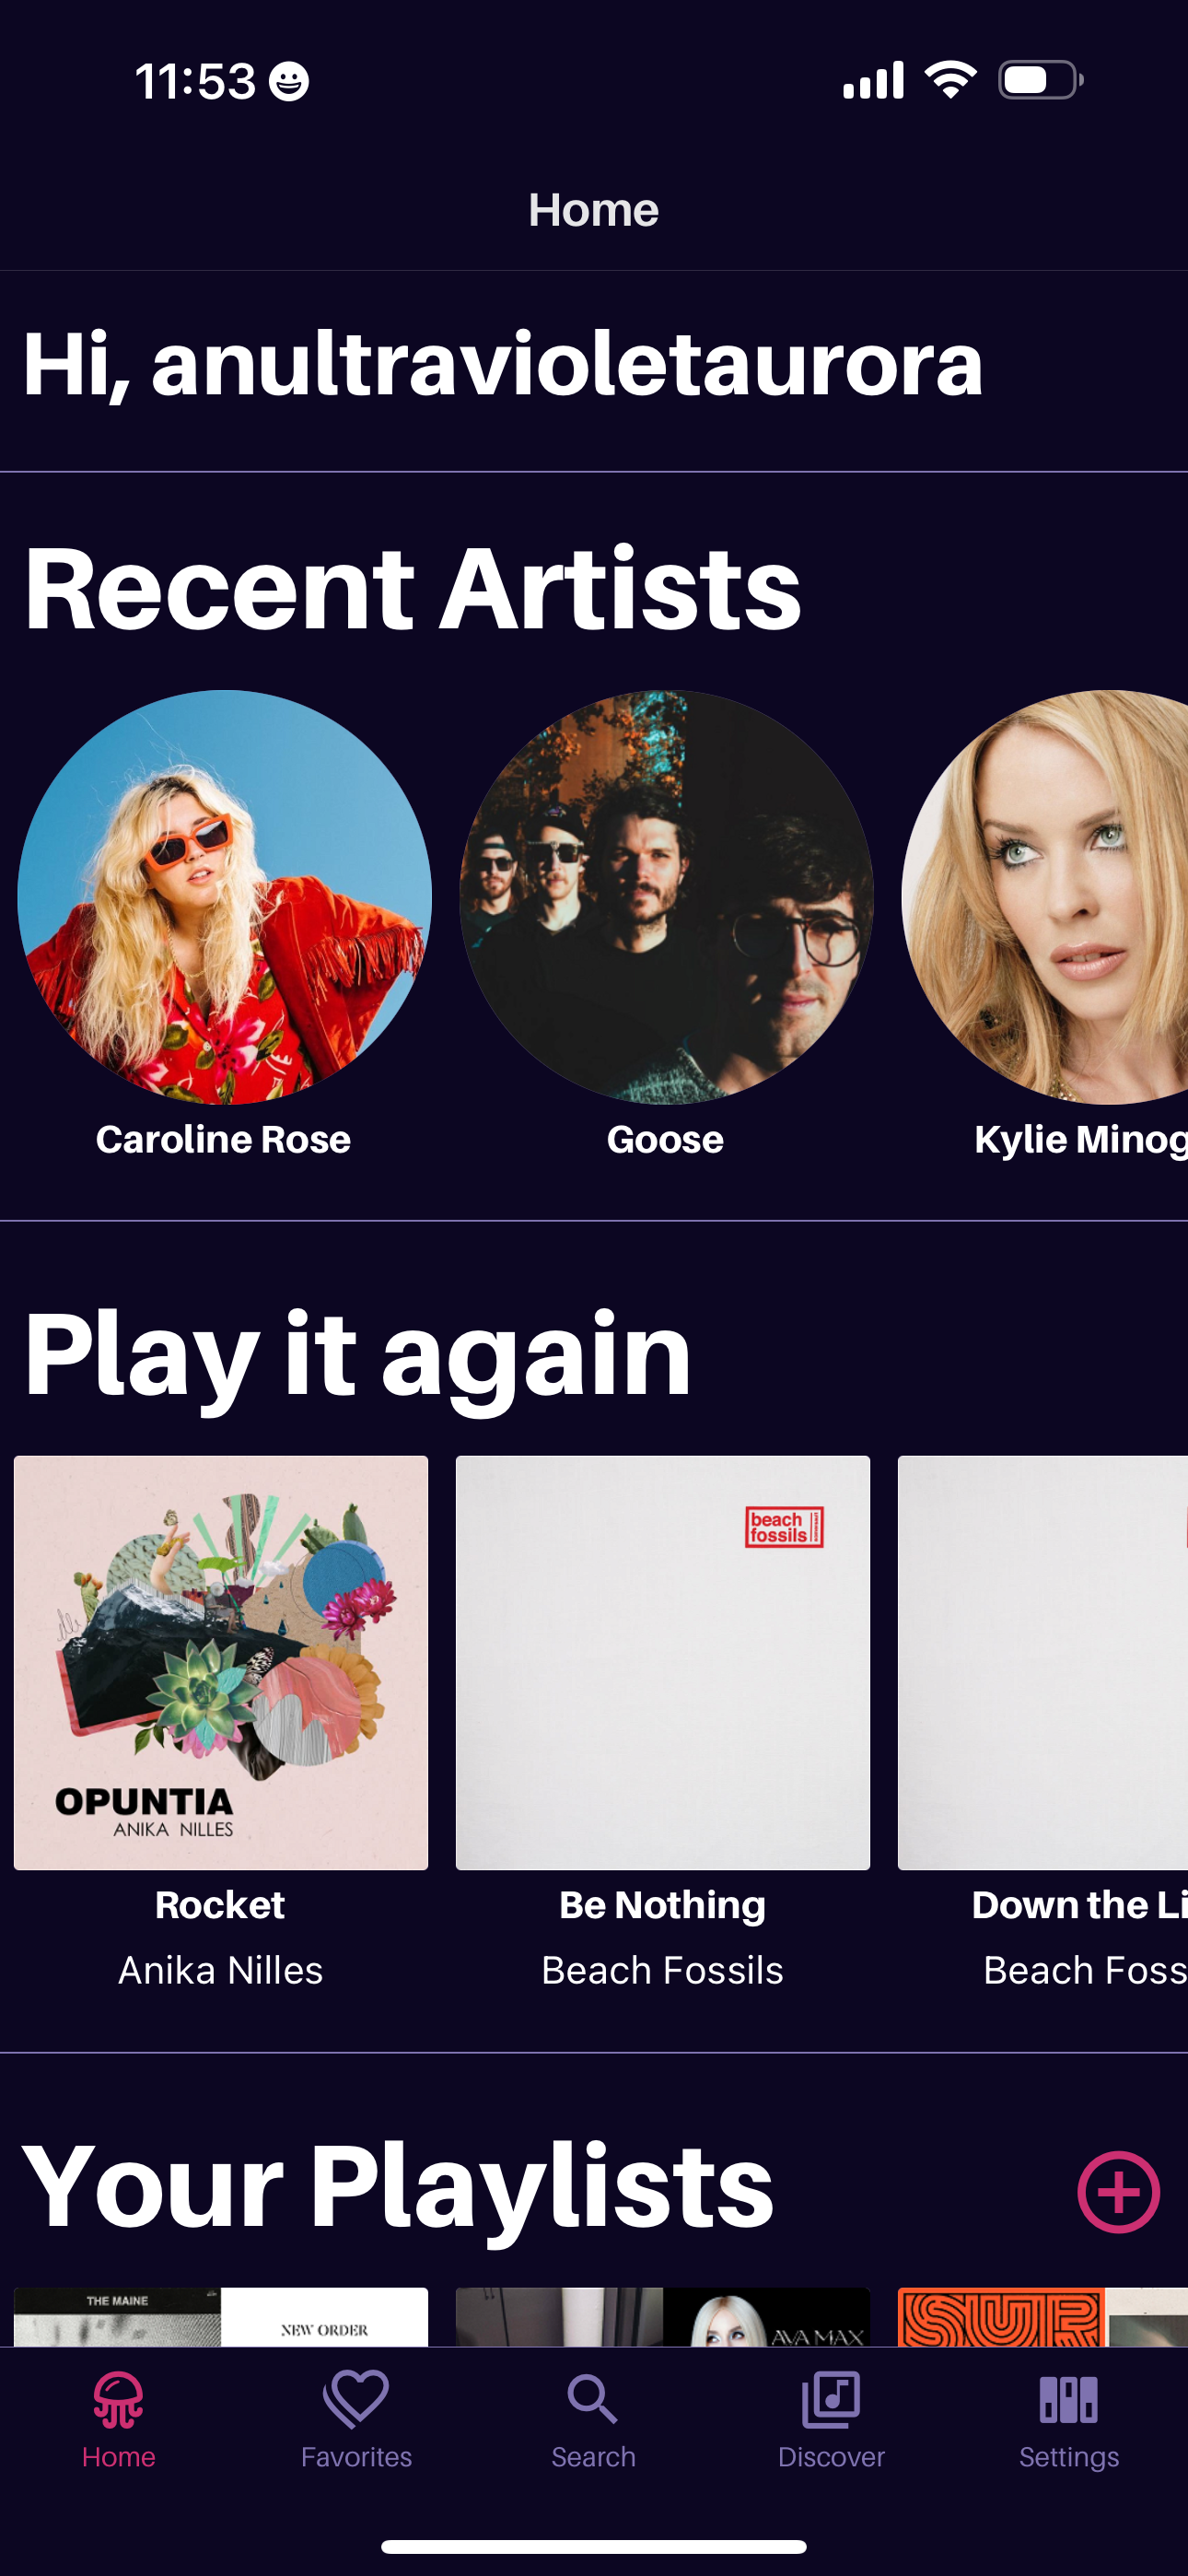 11:53
Home
Hi, anultravioletaurora
Recent Artists
Caroline Rose
Goose
Kylie Minog
Play it again
OPUNTIA
ANIKA NILLES
beach
fossils
Rocket
Be Nothing
Down the Li
Anika Nilles
Beach Fossils
Beach Foss
Your Playlists
THE MAINE
NEW ORDER
AVA MAX
SUR
Home
Favorites
Search
Discover
Settings